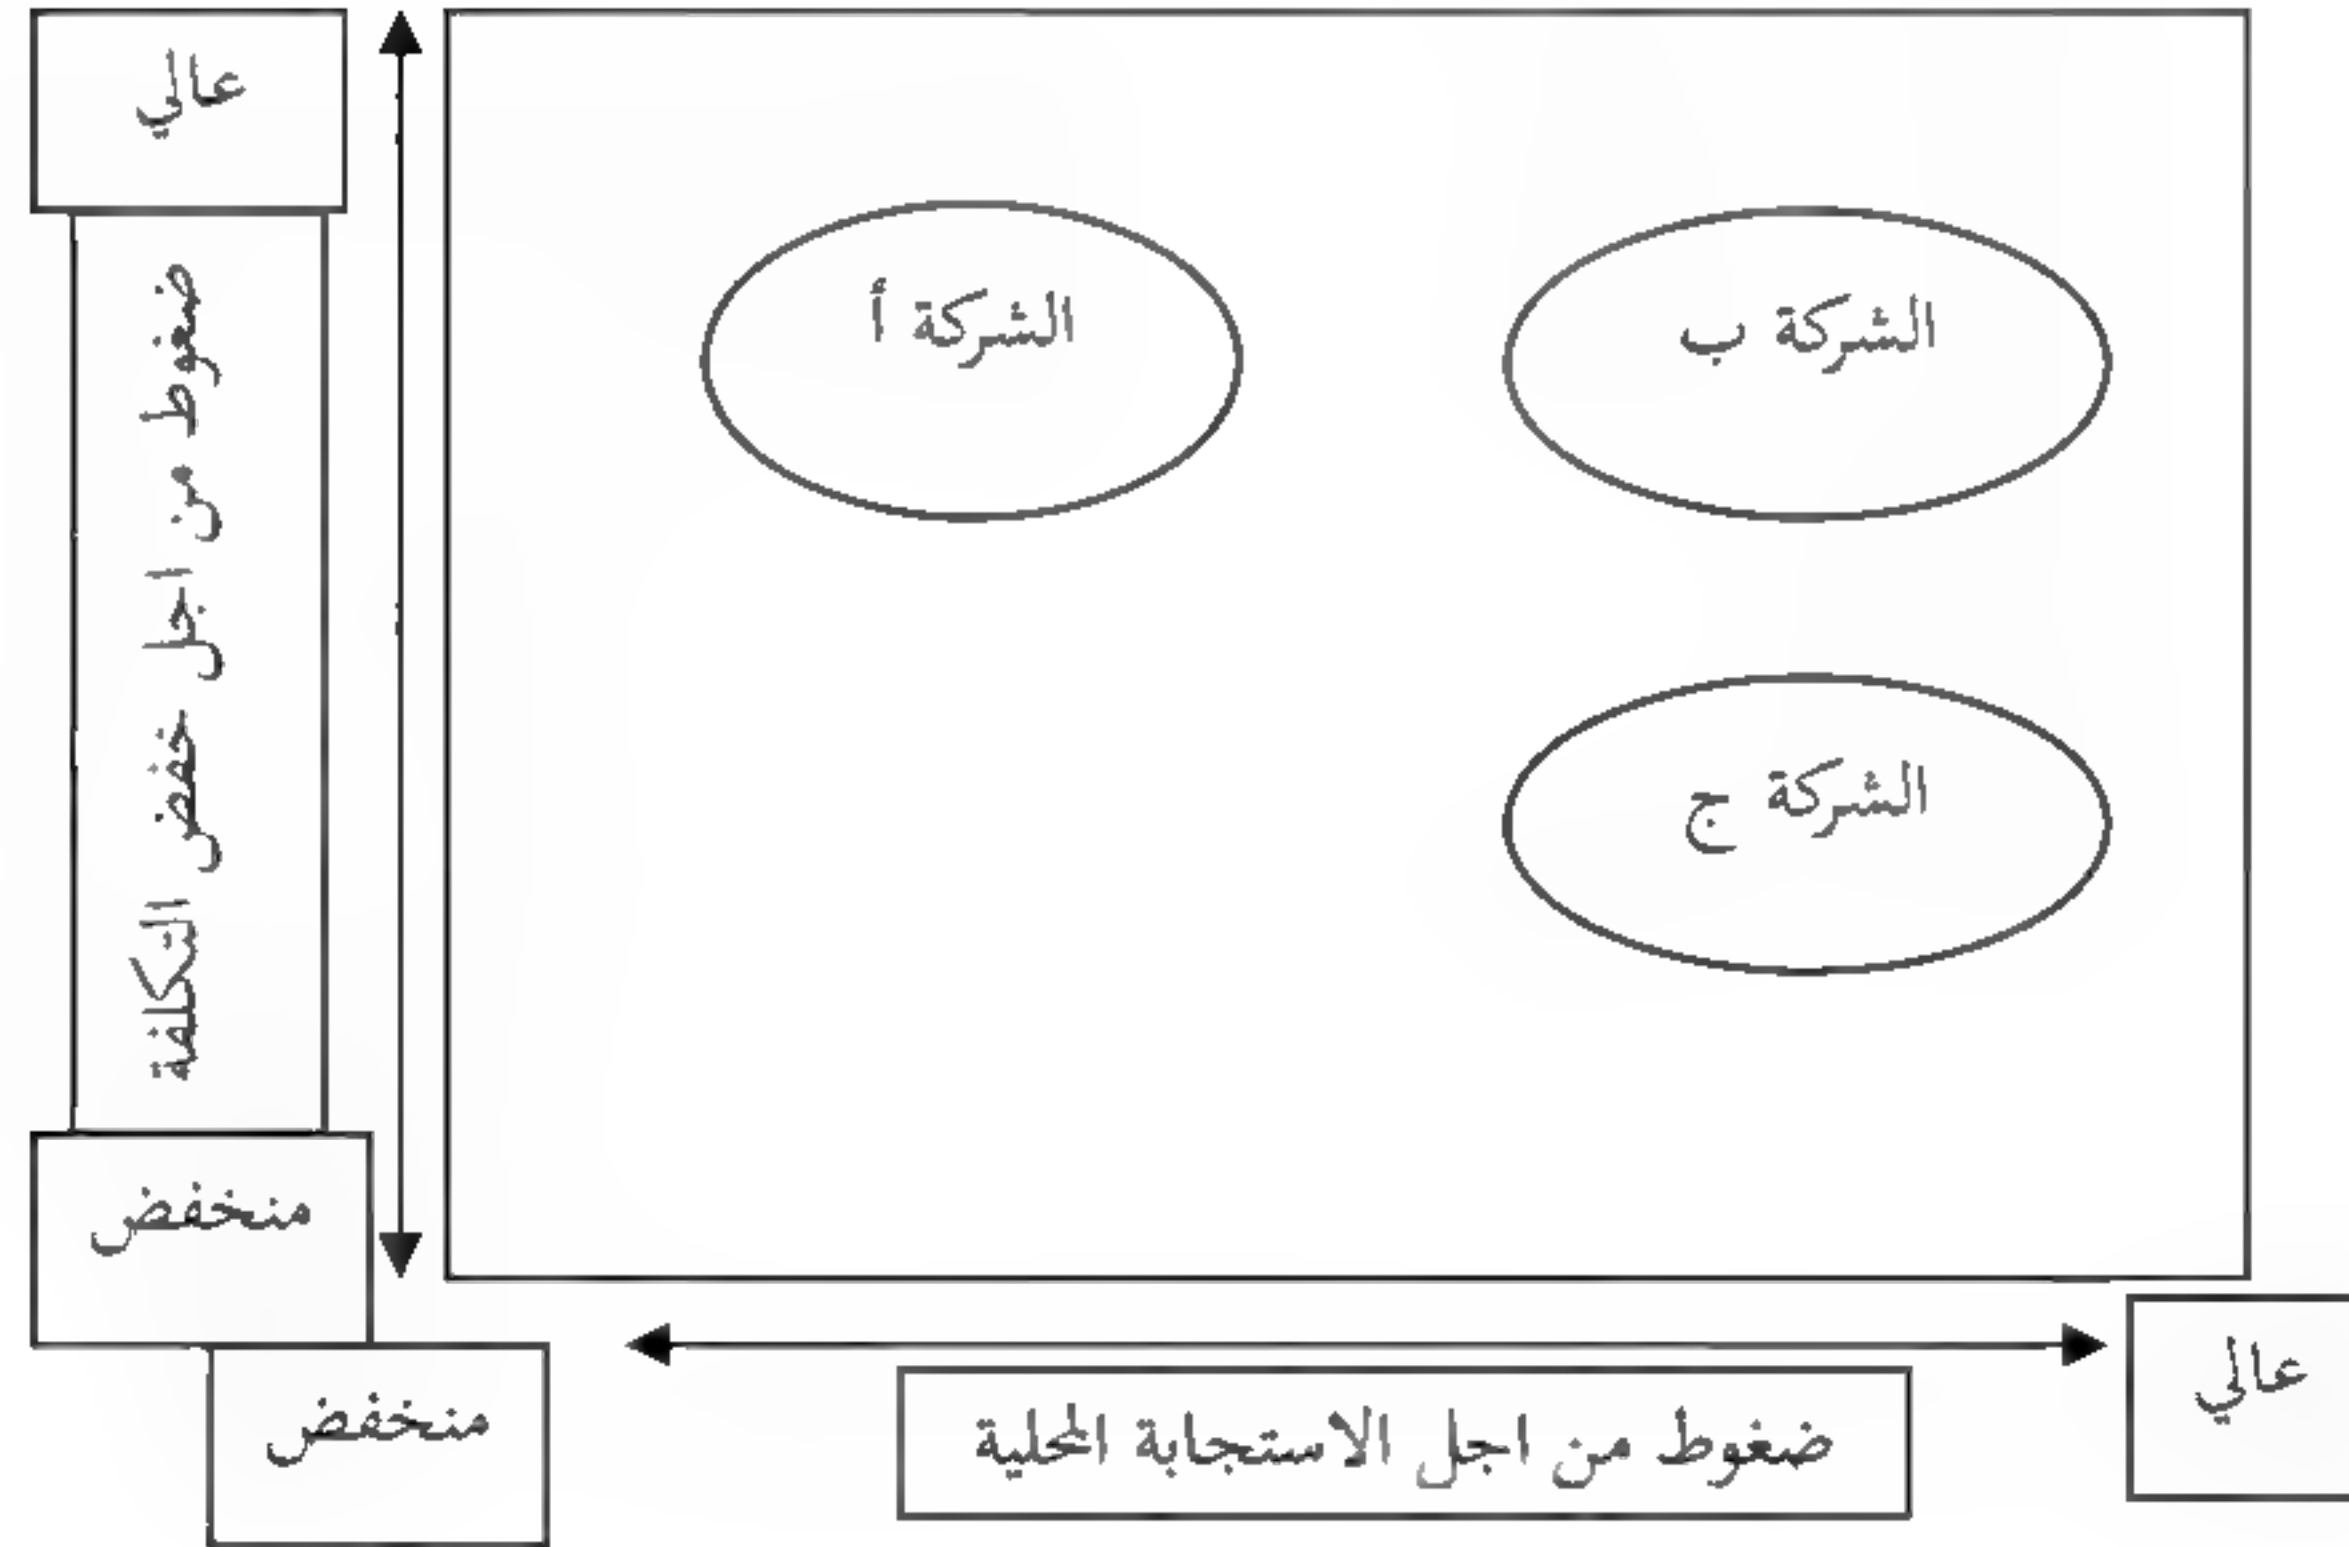 عالي
ضغوط من اجل خفض التكلفة
منخفض
الشركة أ
الشركة ب
الشركة ج
منخفض
ضغوط من اجل الاستجابة المحلية
عالي